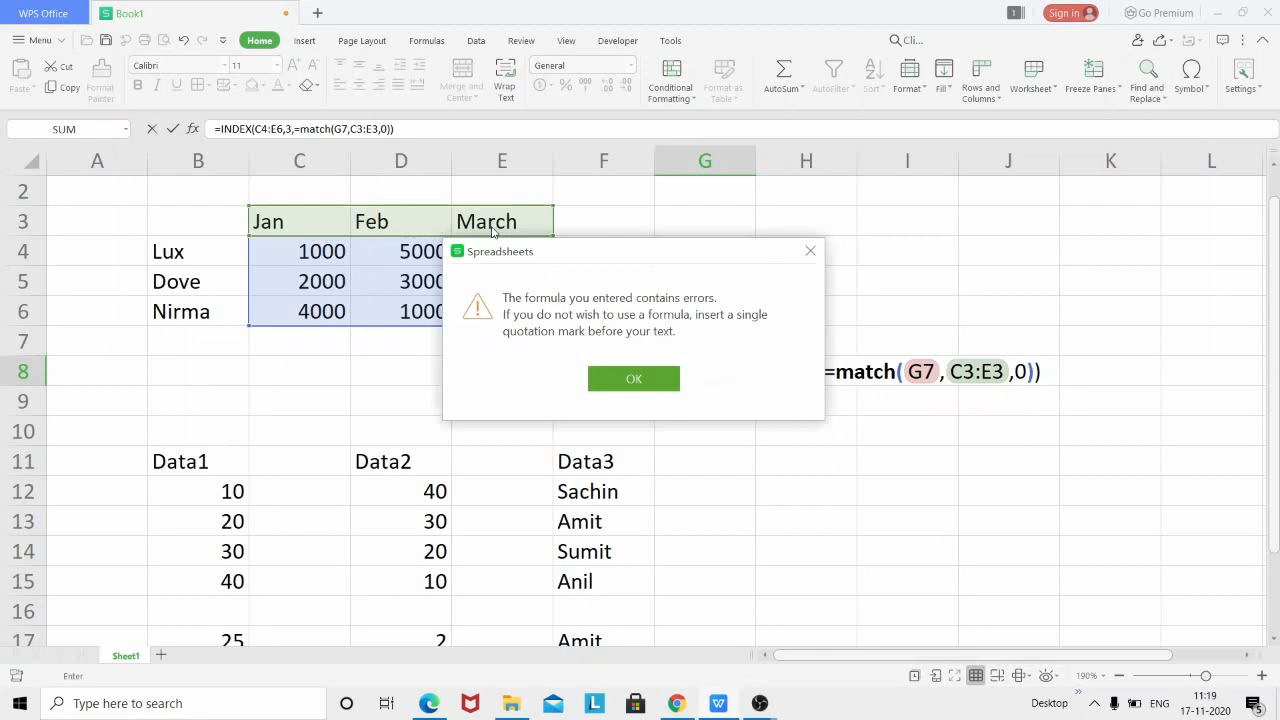 WPS Office
Book1
Sign in
Go Premium
Menu
Home
Insert
Page Layout
Formulas
Data
Review
View
Developer
Tools
Cli...
Paste
Cut
Copy
Format Painter
Calibri
11
Merge and Center
Wrap Text
General
Conditional Formatting
Format as Table
AutoSum
AutoFilter
Sort
Format
Fill
Rows and Columns
Worksheet
Freeze Panes
Find and Replace
Symbol
Settings
SUM
=INDEX(C4:E6,3,=match(G7,C3:E3,0))
A B C D E F G H I J K L
2
3 Jan Feb March
4 Lux 1000 5000
5 Dove 2000 3000
6 Nirma 4000 1000
7
8 =match(G7,C3:E3,0))
9
10
11 Data1 Data2 Data3
12 10 40 Sachin
13 20 30 Amit
14 30 20 Sumit
15 40 10 Anil
16
17 25 2 Amit
Spreadsheets
The formula you entered contains errors.
If you do not wish to use a formula, insert a single
quotation mark before your text.
OK
Sheet1
Enter
190%
Type here to search
Desktop
ENG
11:19
17-11-2020
5